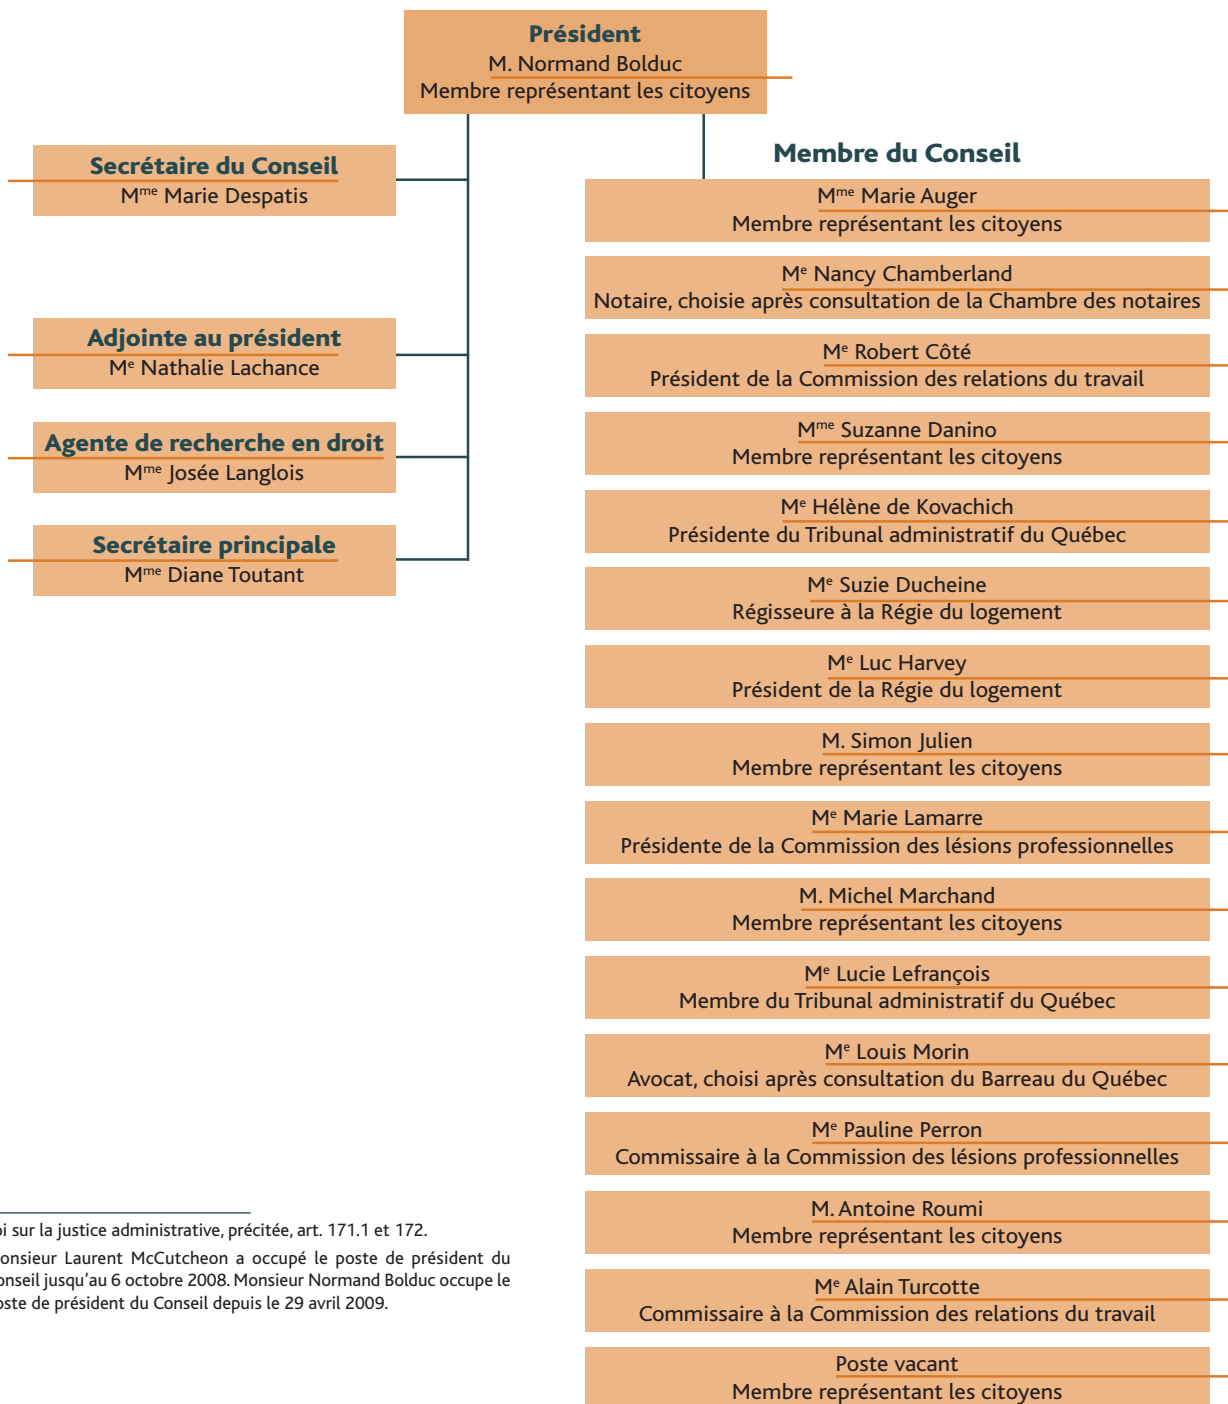 Président
M. Normand Bolduc
Membre représentant les citoyens
Secrétaire du Conseil
Mme Marie Despatis
Adjointe au président
Me Nathalie Lachance
Agente de recherche en droit
Mme Josée Langlois
Secrétaire principale
Mme Diane Toutant
Membre du Conseil
Mme Marie Auger
Membre représentant les citoyens
Me Nancy Chamberland
Notaire, choisie après consultation de la Chambre des notaires
Me Robert Côté
Président de la Commission des relations du travail
Mme Suzanne Danino
Membre représentant les citoyens
Me Hélène de Kovachich
Présidente du Tribunal administratif du Québec
Me Suzie Ducheine
Régisseure à la Régie du logement
Me Luc Harvey
Président de la Régie du logement
M. Simon Julien
Membre représentant les citoyens
Me Marie Lamarre
Présidente de la Commission des lésions professionnelles
M. Michel Marchand
Membre représentant les citoyens
Me Lucie Lefrançois
Membre du Tribunal administratif du Québec
Me Louis Morin
Avocat, choisi après consultation du Barreau du Québec
Me Pauline Perron
Commissaire à la Commission des lésions professionnelles
M. Antoine Roumi
Membre représentant les citoyens
Me Alain Turcotte
Commissaire à la Commission des relations du travail
Poste vacant
Membre représentant les citoyens
oi sur la justice administrative, précitée, art. 171.1 et 172.
onsieur Laurent McCutcheon a occupé le poste de président du
onseil jusqu'au 6 octobre 2008. Monsieur Normand Bolduc occupe le
oste de président du Conseil depuis le 29 avril 2009.